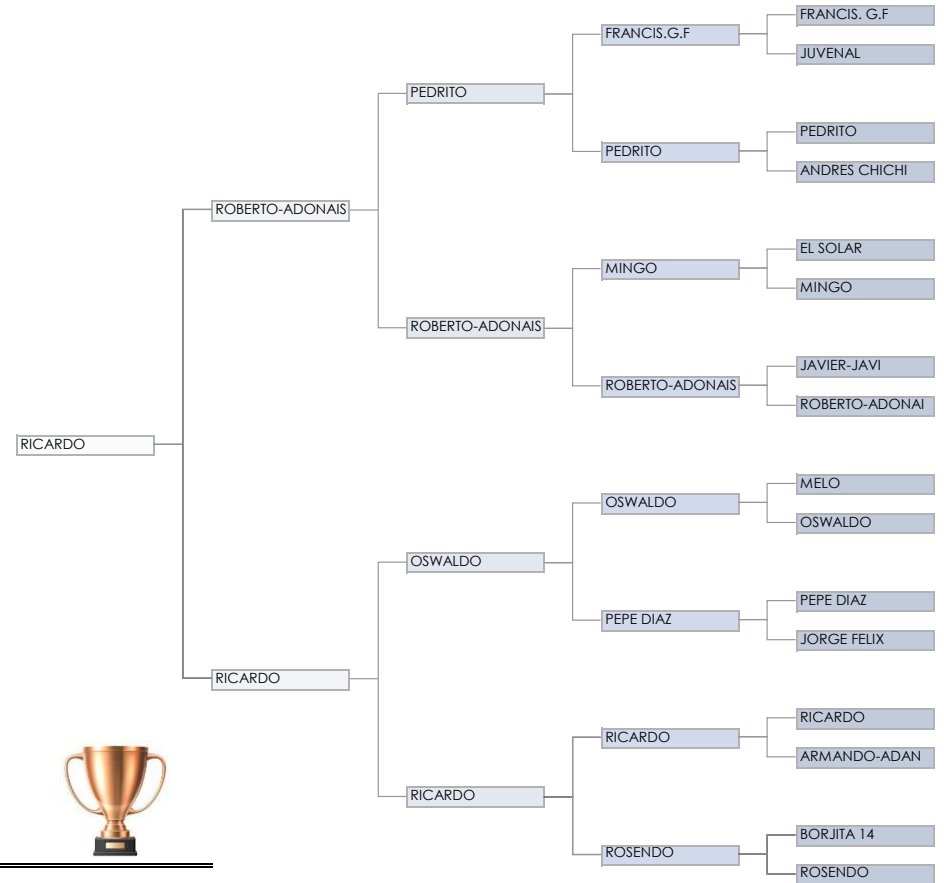 FRANCIS. G.F
FRANCIS.G.F
JUVENAL
PEDRITO
PEDRITO
PEDRITO
ANDRES CHICHI
ROBERTO-ADONAIS
EL SOLAR
MINGO
MINGO
ROBERTO-ADONAIS
JAVIER-JAVI
ROBERTO-ADONAIS
ROBERTO-ADONAI
RICARDO
MELO
OSWALDO
OSWALDO
OSWALDO
PEPE DIAZ
PEPE DIAZ
JORGE FELIX
RICARDO
RICARDO
RICARDO
ARMANDO-ADAN
RICARDO
BORJITA 14
ROSENDO
ROSENDO